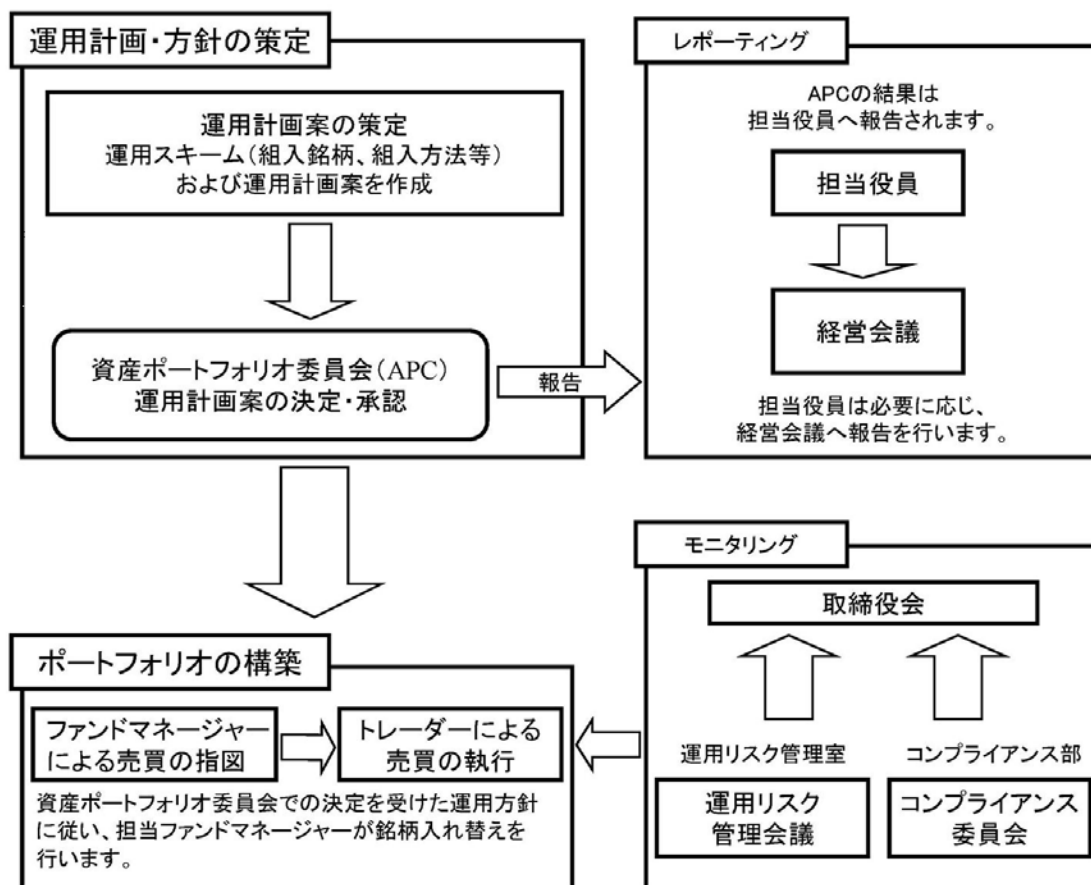 運用計画・方針の策定
運用計画案の策定
運用スキーム（組入銘柄、組入方法等）
および運用計画案を作成
資産ポートフォリオ委員会（APC）
運用計画案の決定・承認
報告
レポーティング
APCの結果は
担当役員へ報告されます。
担当役員
経営会議
担当役員は必要に応じ、
経営会議へ報告を行います。
ポートフォリオの構築
ファンドマネージャー
による売買の指図
トレーダーによる
売買の執行
資産ポートフォリオ委員会での決定を受けた運用方針
に従い、担当ファンドマネージャーが銘柄入れ替えを
行います。
モニタリング
取締役会
運用リスク管理室
運用リスク
管理会議
コンプライアンス部
コンプライアンス
委員会